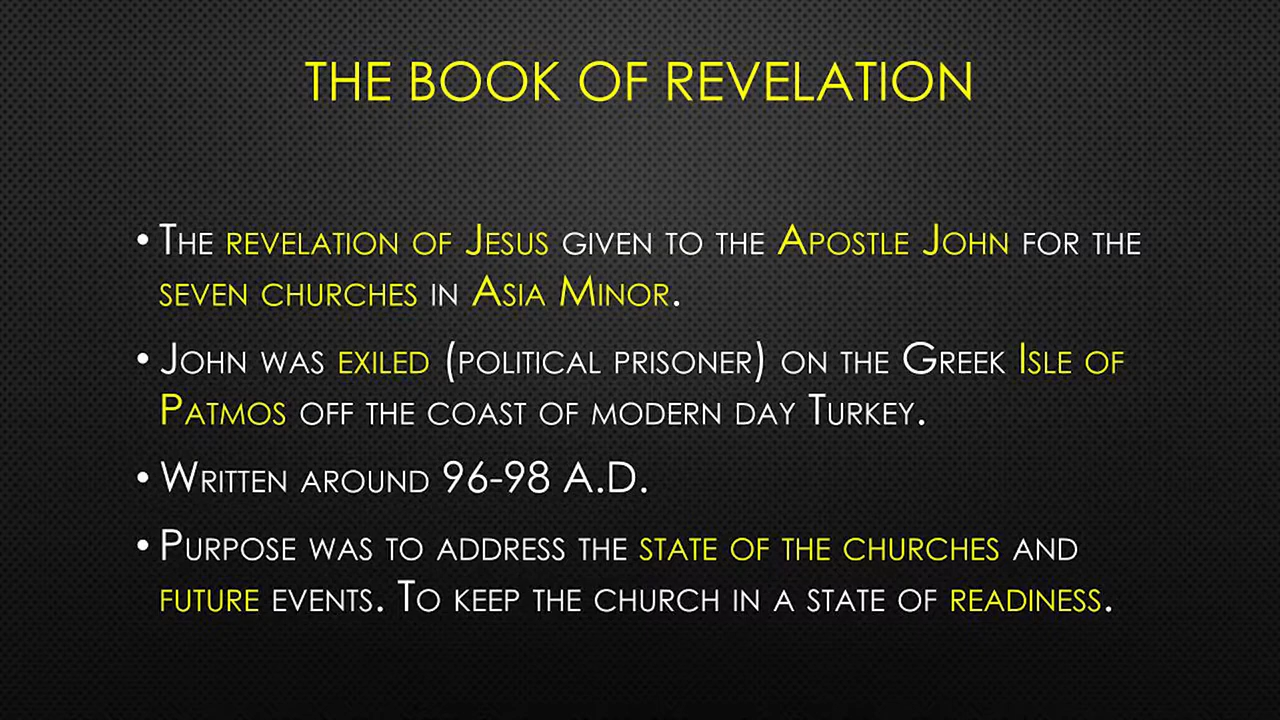 THE BOOK OF REVELATION
• THE REVELATION OF JESUS GIVEN TO THE APOSTLE JOHN FOR THE
SEVEN CHURCHES IN ASIA MINOR.
• JOHN WAS EXILED (POLITICAL PRISONER) ON THE GREEK ISLE OF
PATMOS OFF THE COAST OF MODERN DAY TURKEY.
• WRITTEN AROUND 96-98 A.D.
• PURPOSE WAS TO ADDRESS THE STATE OF THE CHURCHES AND
FUTURE EVENTS. TO KEEP THE CHURCH IN A STATE OF READINESS.